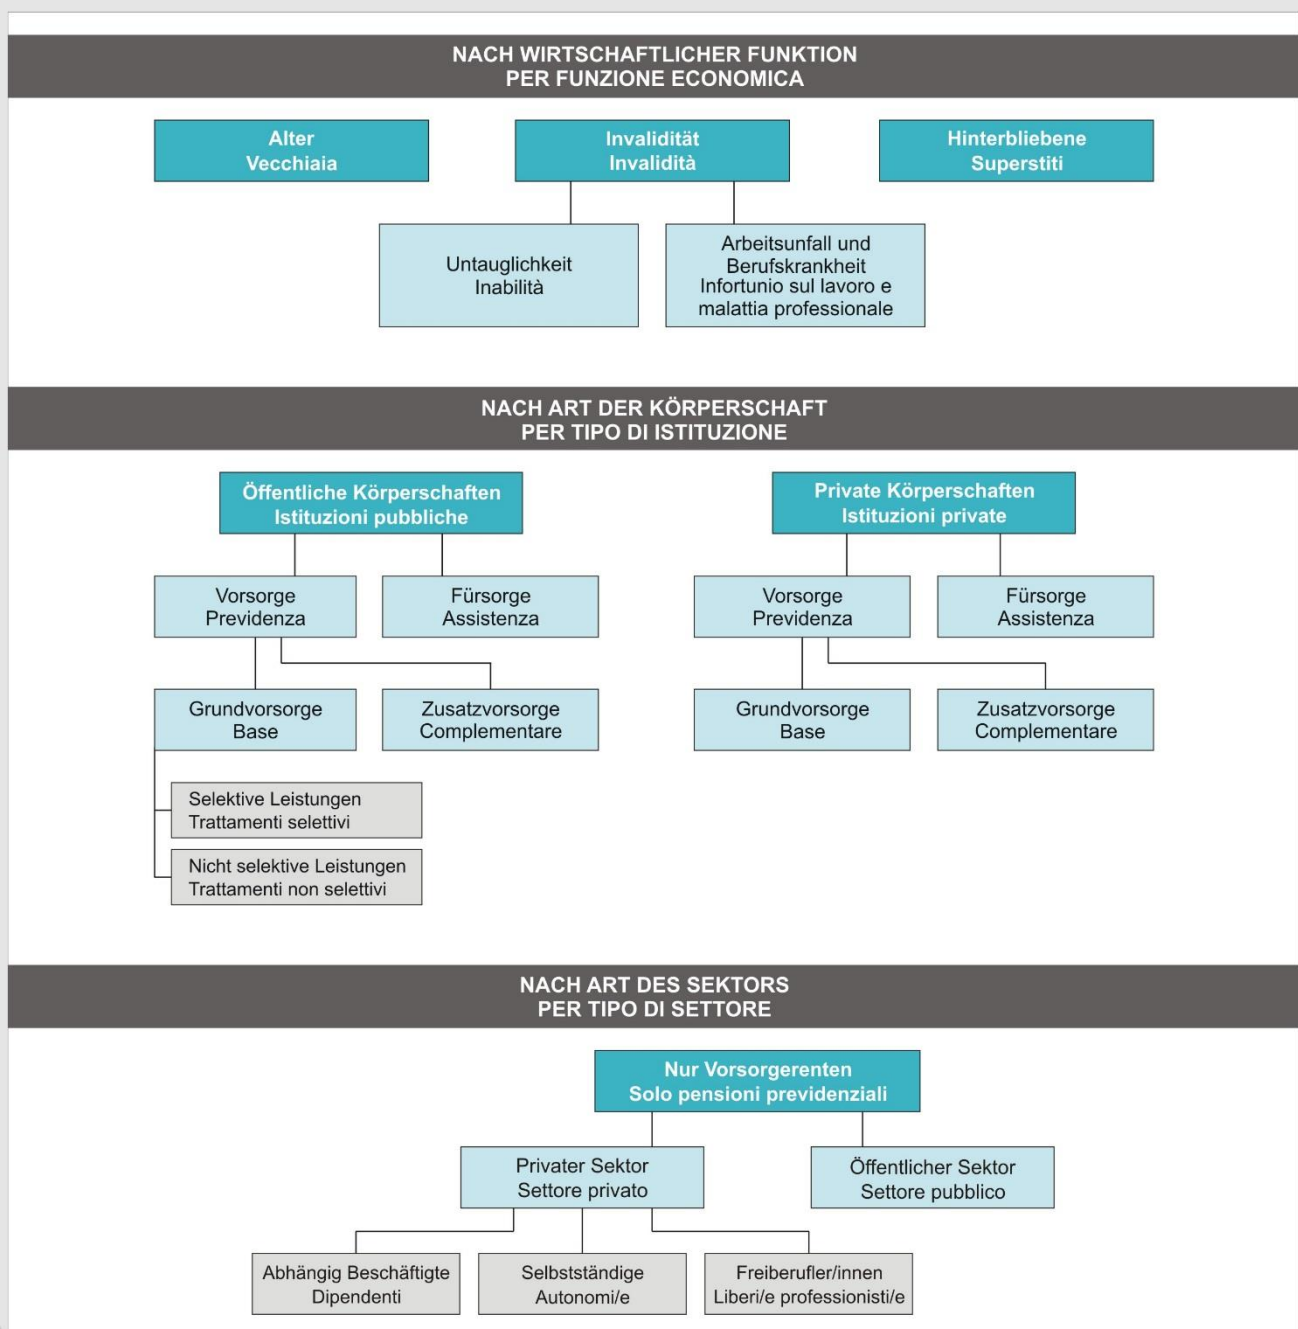 NACH WIRTSCHAFTLICHER FUNKTION
PER FUNZIONE ECONOMICA
Alter
Vecchiaia
Invalidität
Invalidità
Hinterbliebene
Superstiti
Untauglichkeit
Inabilità
Arbeitsunfall und
Berufskrankheit
Infortunio sul lavoro e
malattia professionale
NACH ART DER KÖRPERSCHAFT
PER TIPO DI ISTITUZIONE
Öffentliche Körperschaften
Istituzioni pubbliche
Private Körperschaften
Istituzioni private
Vorsorge
Previdenza
Fürsorge
Assistenza
Vorsorge
Previdenza
Fürsorge
Assistenza
Grundvorsorge
Base
Zusatzvorsorge
Complementare
Grundvorsorge
Base
Zusatzvorsorge
Complementare
Selektive Leistungen
Trattamenti selettivi
Nicht selektive Leistungen
Trattamenti non selettivi
NACH ART DES SEKTORS
PER TIPO DI SETTORE
Nur Vorsorgerenten
Solo pensioni previdenziali
Privater Sektor
Settore privato
Öffentlicher Sektor
Settore pubblico
Abhängig Beschäftigte
Dipendenti
Selbstständige
Autonomi/e
Freiberufler/innen
Liberi/e professionisti/e